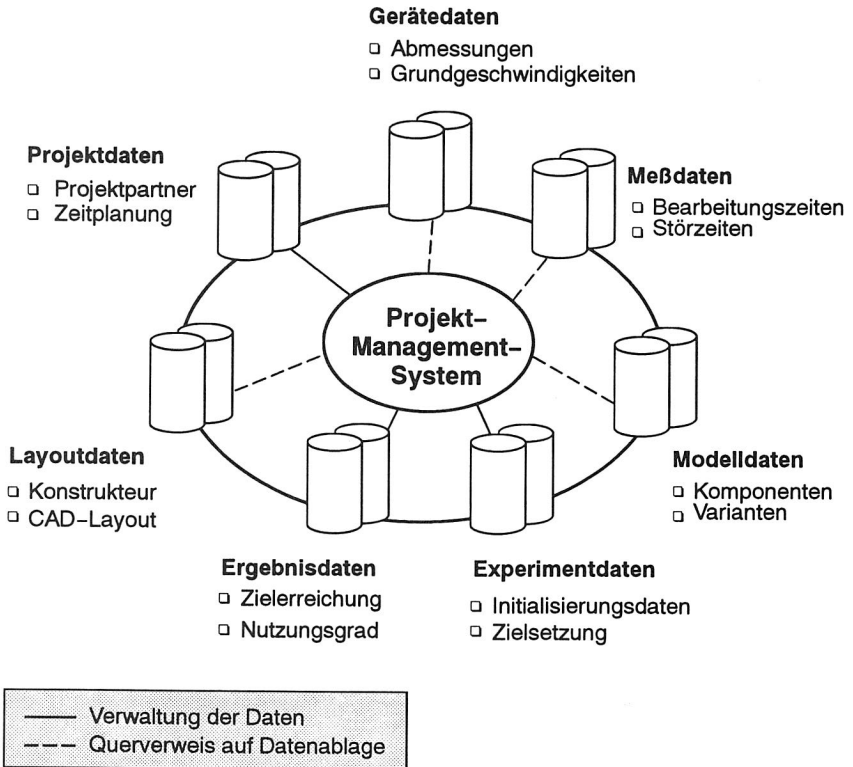 Gerätedaten
❑ Abmessungen
❑ Grundgeschwindigkeiten
Projektdaten
❑ Projektpartner
❑ Zeitplanung
Meßdaten
❑ Bearbeitungszeiten
❑ Störzeiten
Projekt–
Management–
System
Layoutdaten
❑ Konstrukteur
❑ CAD–Layout
Modelldaten
❑ Komponenten
❑ Varianten
Ergebnisdaten
❑ Zielerreichung
❑ Nutzungsgrad
Experimentdaten
❑ Initialisierungsdaten
❑ Zielsetzung
Verwaltung der Daten
Querverweis auf Datenablage